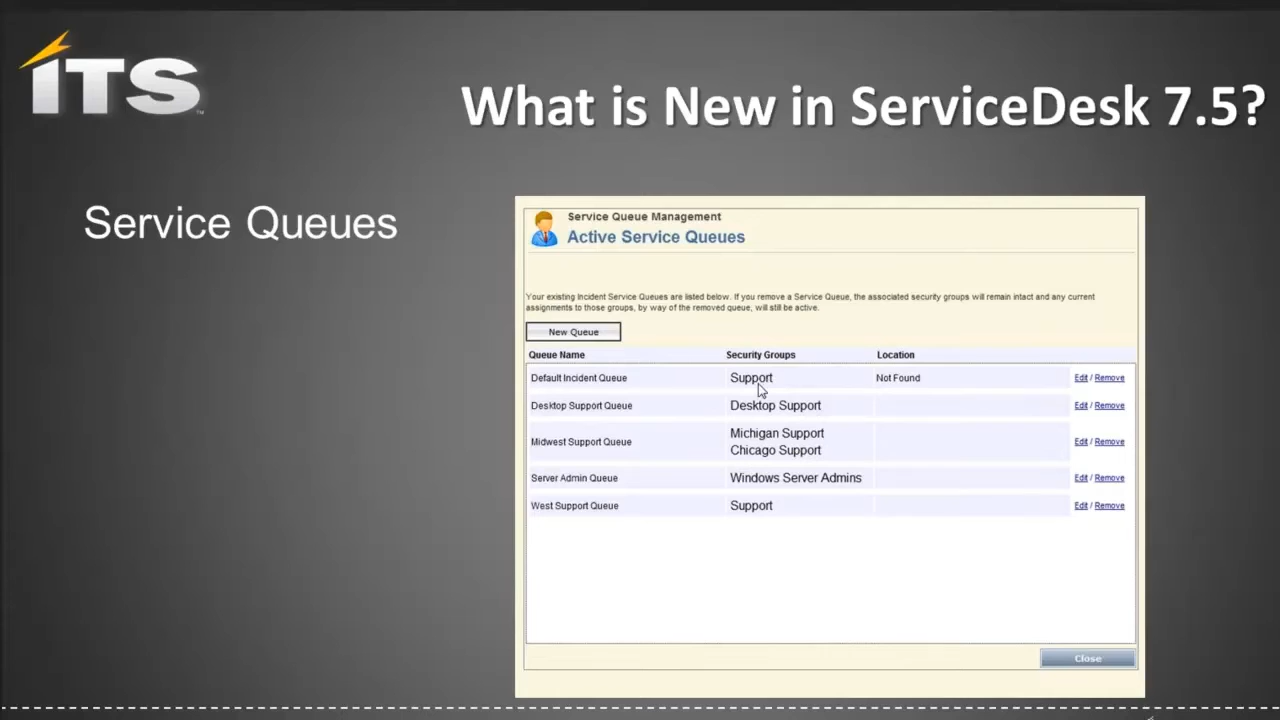 iTS
What is New in ServiceDesk 7.5?
Service Queues
Service Queue Management
Active Service Queues
Your existing Incident Service Queues are listed below. If you remove a Service Queue, the associated security groups will remain intact and any current
assignments to those groups, by way of the removed queue, will still be active.
New Queue
Queue Name Security Groups Location
Default Incident Queue Support Not Found Edit / Remove
Desktop Support Queue Desktop Support Edit / Remove
Midwest Support Queue Michigan Support Edit / Remove
Chicago Support
Server Admin Queue Windows Server Admins Edit / Remove
West Support Queue Support Edit / Remove
Close